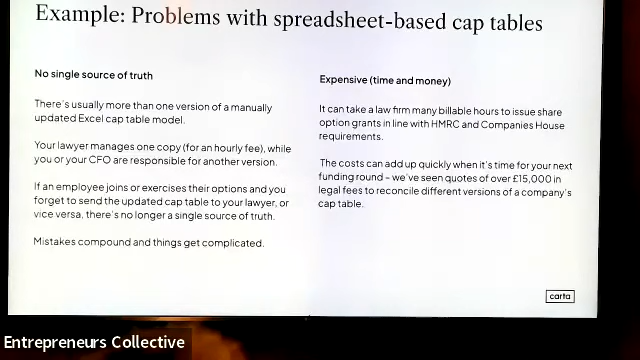 Example: Problems with spreadsheet-based cap tables
No single source of truth
There's usually more than one version of a manually
updated Excel cap table model.
Your lawyer manages one copy (for an hourly fee), while
you or your CFO are responsible for another version.
If an employee joins or exercises their options and you
forget to send the updated cap table to your lawyer, or
vice versa, there's no longer a single source of truth.
Mistakes compound and things get complicated.
Expensive (time and money)
It can take a law firm many billable hours to issue share
option grants in line with HMRC and Companies House
requirements.
The costs can add up quickly when it's time for your next
funding round – we've seen quotes of over £15,000 in
legal fees to reconcile different versions of a company's
cap table.
carta
Entrepreneurs Collective